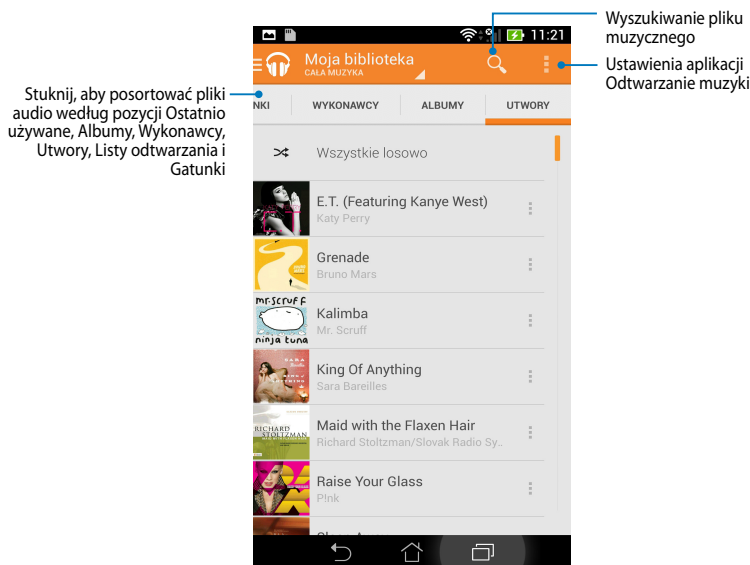 Wyszukiwanie pliku
muzycznego
Ustawienia aplikacji
Odtwarzanie muzyki
Stuknij, aby posortować pliki
audio według pozycji Ostatnio
używane, Albumy, Wykonawcy,
Utwory, Listy odtwarzania i
Gatunki
11:21
Moja biblioteka
CAŁA MUZYKA
NKI WYKONAWCY ALBUMY UTWORY
Wszystkie losowo
E.T. (Featuring Kanye West)
Katy Perry
Grenade
Bruno Mars
mr.scruff
ninja tuna
Kalimba
Mr. Scruff
SARA
King Of Anything
Sara Bareilles
RICHARD
STOLTZMAN
Maid with the Flaxen Hair
Richard Stoltzman/Slovak Radio Sy..
Raise Your Glass
P!nk